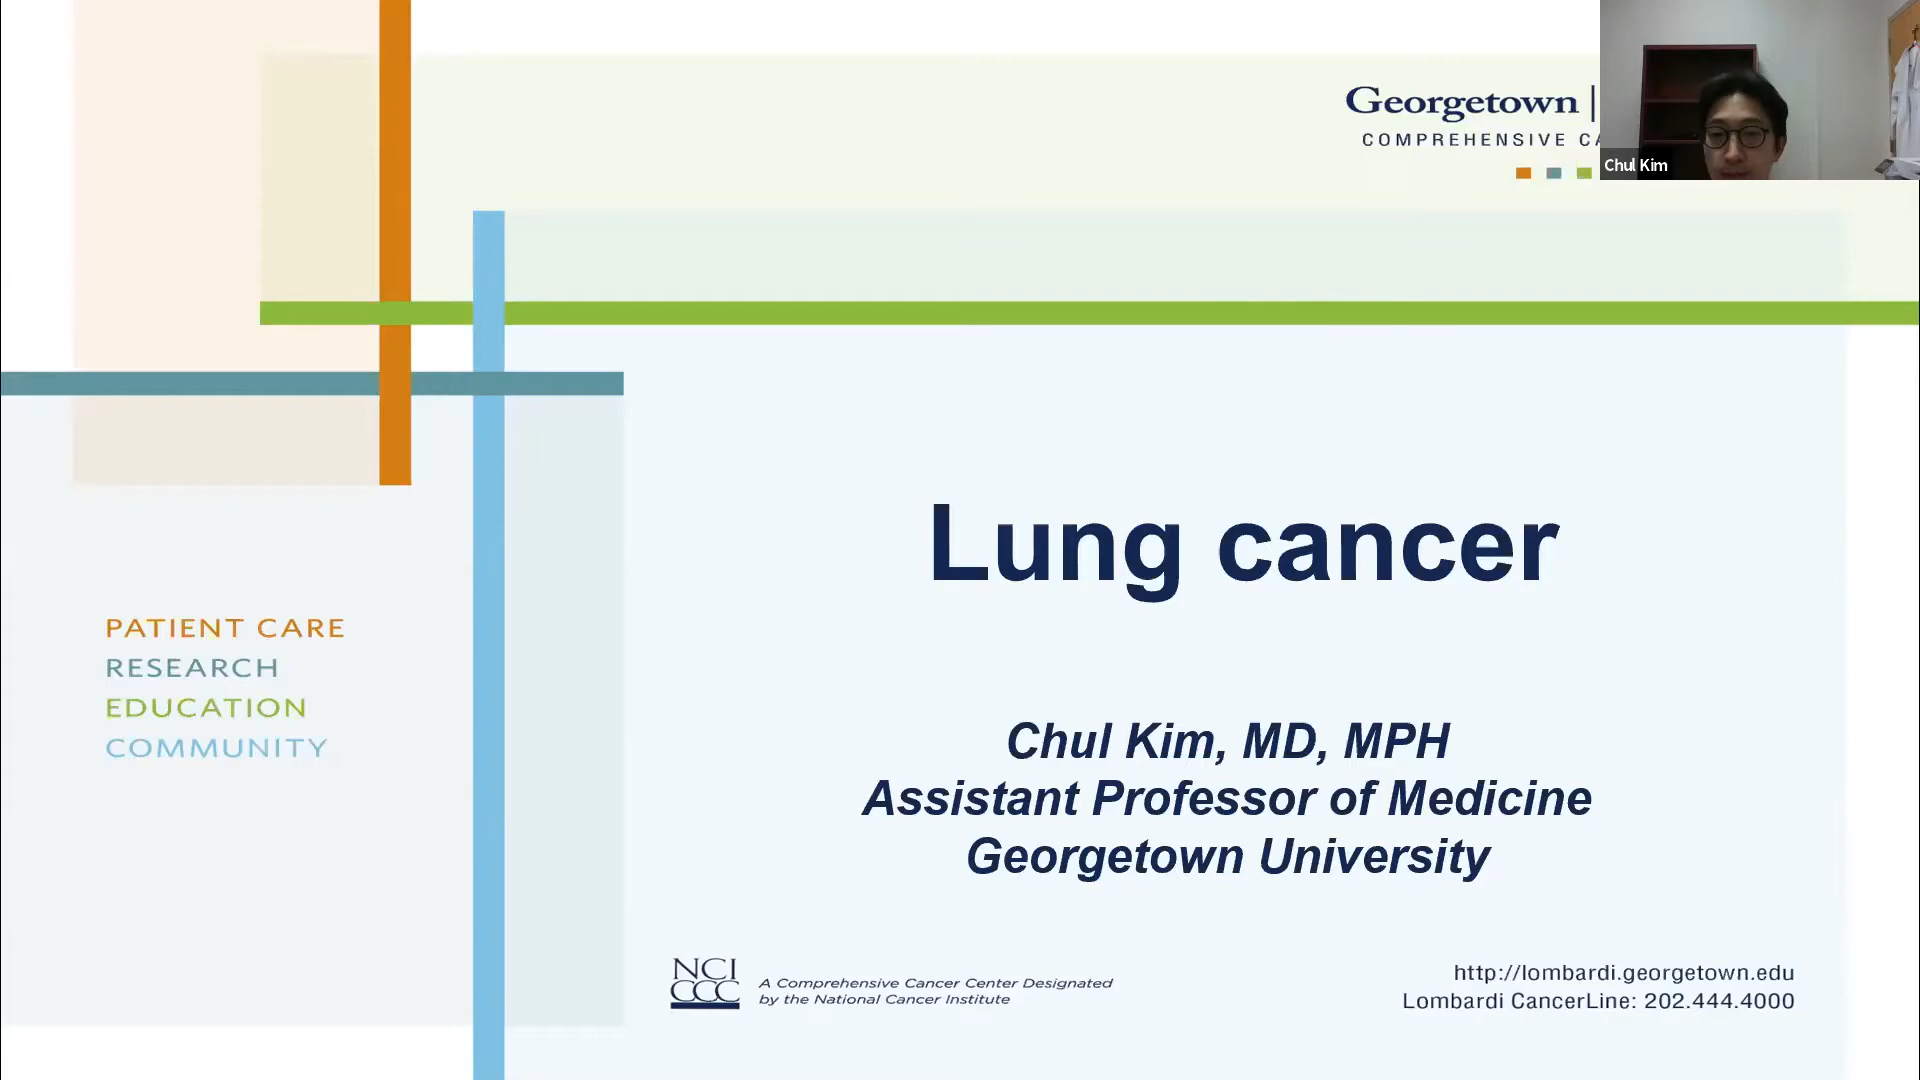 Georgetown
COMPREHENSIVE
Chul Kim
Lung cancer
PATIENT CARE
RESEARCH
EDUCATION
COMMUNITY
Chul Kim, MD, MPH
Assistant Professor of Medicine
Georgetown University
NCI
CCC
A Comprehensive Cancer Center Designated
by the National Cancer Institute
http://lombardi.georgetown.edu
Lombardi CancerLine: 202.444.4000